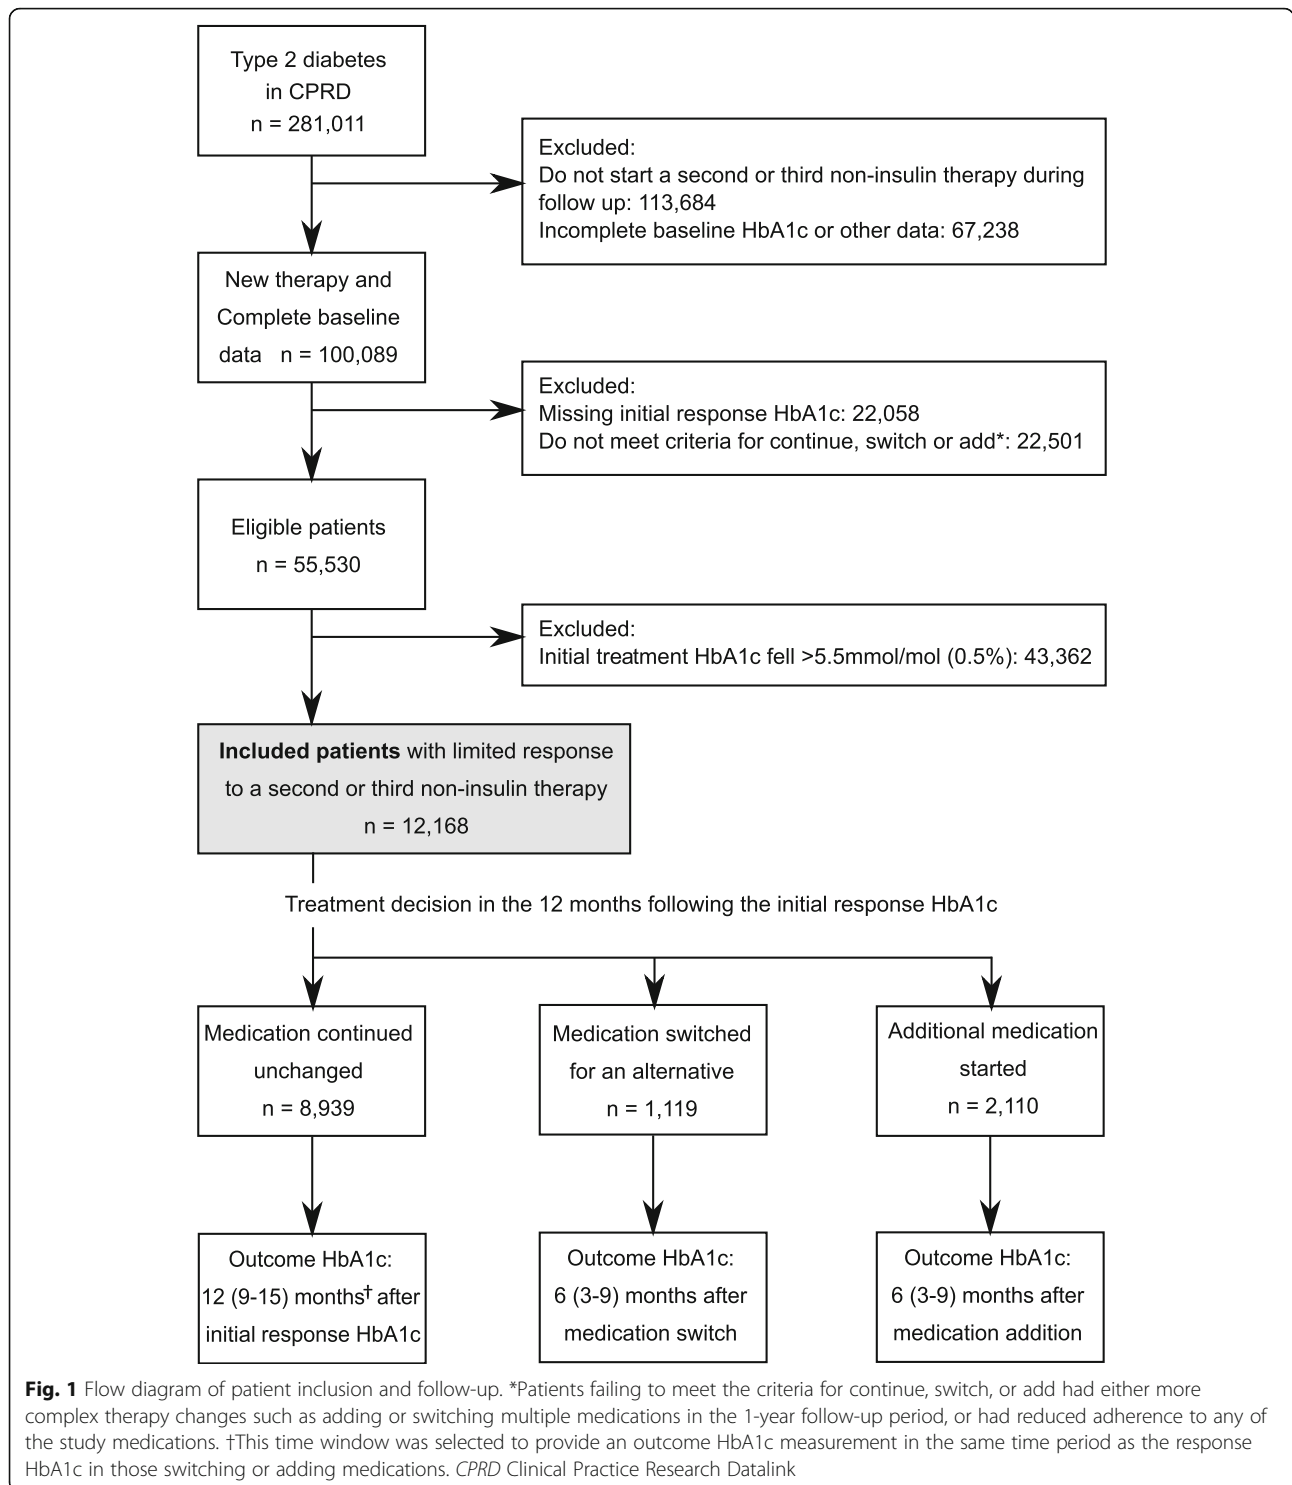 Type 2 diabetes
in CPRD
n = 281,011
Excluded:
Do not start a second or third non-insulin therapy during
follow up: 113,684
Incomplete baseline HbA1c or other data: 67,238
New therapy and
Complete baseline
data n = 100,089
Excluded:
Missing initial response HbA1c: 22,058
Do not meet criteria for continue, switch or add*: 22,501
Eligible patients
n = 55,530
Excluded:
Initial treatment HbA1c fell >5.5mmol/mol (0.5%): 43,362
Included patients with limited response
to a second or third non-insulin therapy
n = 12,168
Treatment decision in the 12 months following the initial response HbA1c
Medication continued
unchanged
n = 8,939
Medication switched
for an alternative
n = 1,119
Additional medication
started
n = 2,110
Outcome HbA1c:
12 (9-15) months† after
initial response HbA1c
Outcome HbA1c:
6 (3-9) months after
medication switch
Outcome HbA1c:
6 (3-9) months after
medication addition
Fig. 1 Flow diagram of patient inclusion and follow-up. *Patients failing to meet the criteria for continue, switch, or add had either more
complex therapy changes such as adding or switching multiple medications in the 1-year follow-up period, or had reduced adherence to any of
the study medications. †This time window was selected to provide an outcome HbA1c measurement in the same time period as the response
HbA1c in those switching or adding medications. CPRD Clinical Practice Research Datalink